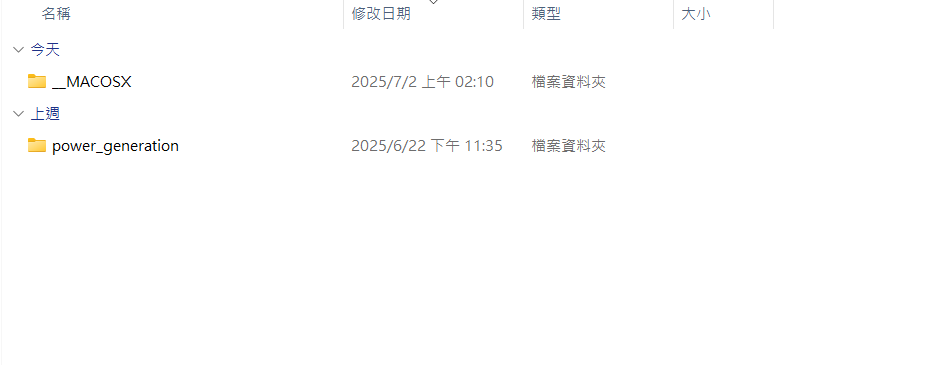 名稱 修改日期 類型 大小
今天
__MACOSX 2025/7/2 上午 02:10 檔案資料夾
上週
power_generation 2025/6/22 下午 11:35 檔案資料夾